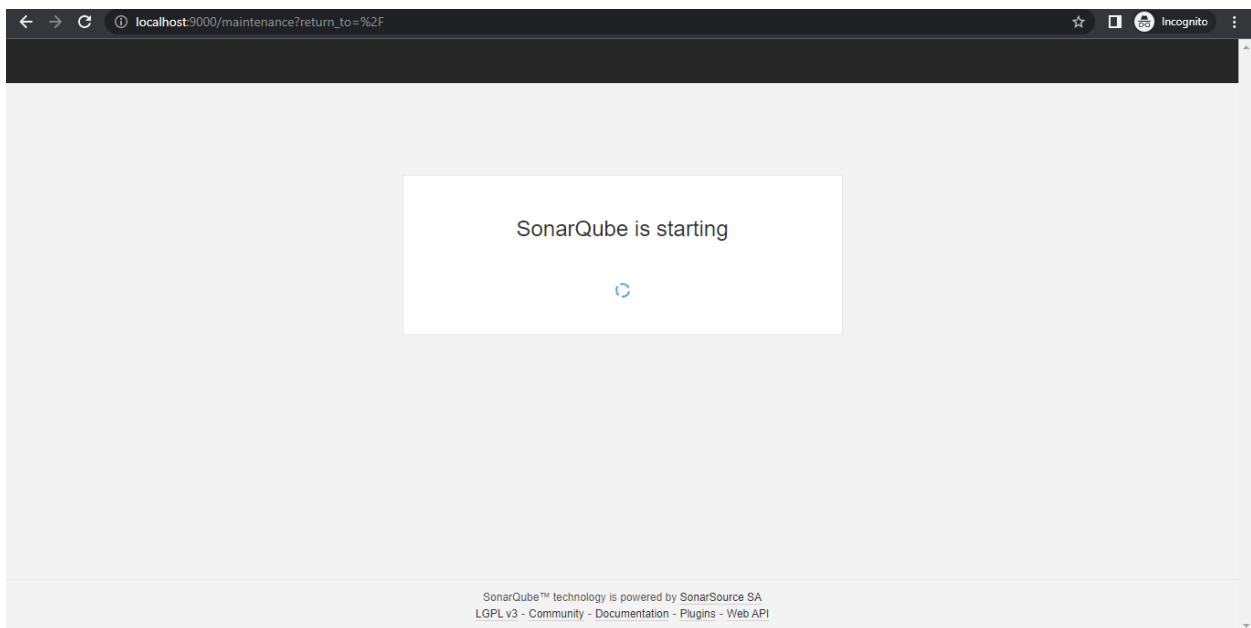 localhost:9000/maintenance?return_to=%2F
Incognito
SonarQube is starting
SonarQube™ technology is powered by SonarSource SA
LGPL v3 - Community - Documentation - Plugins - Web API